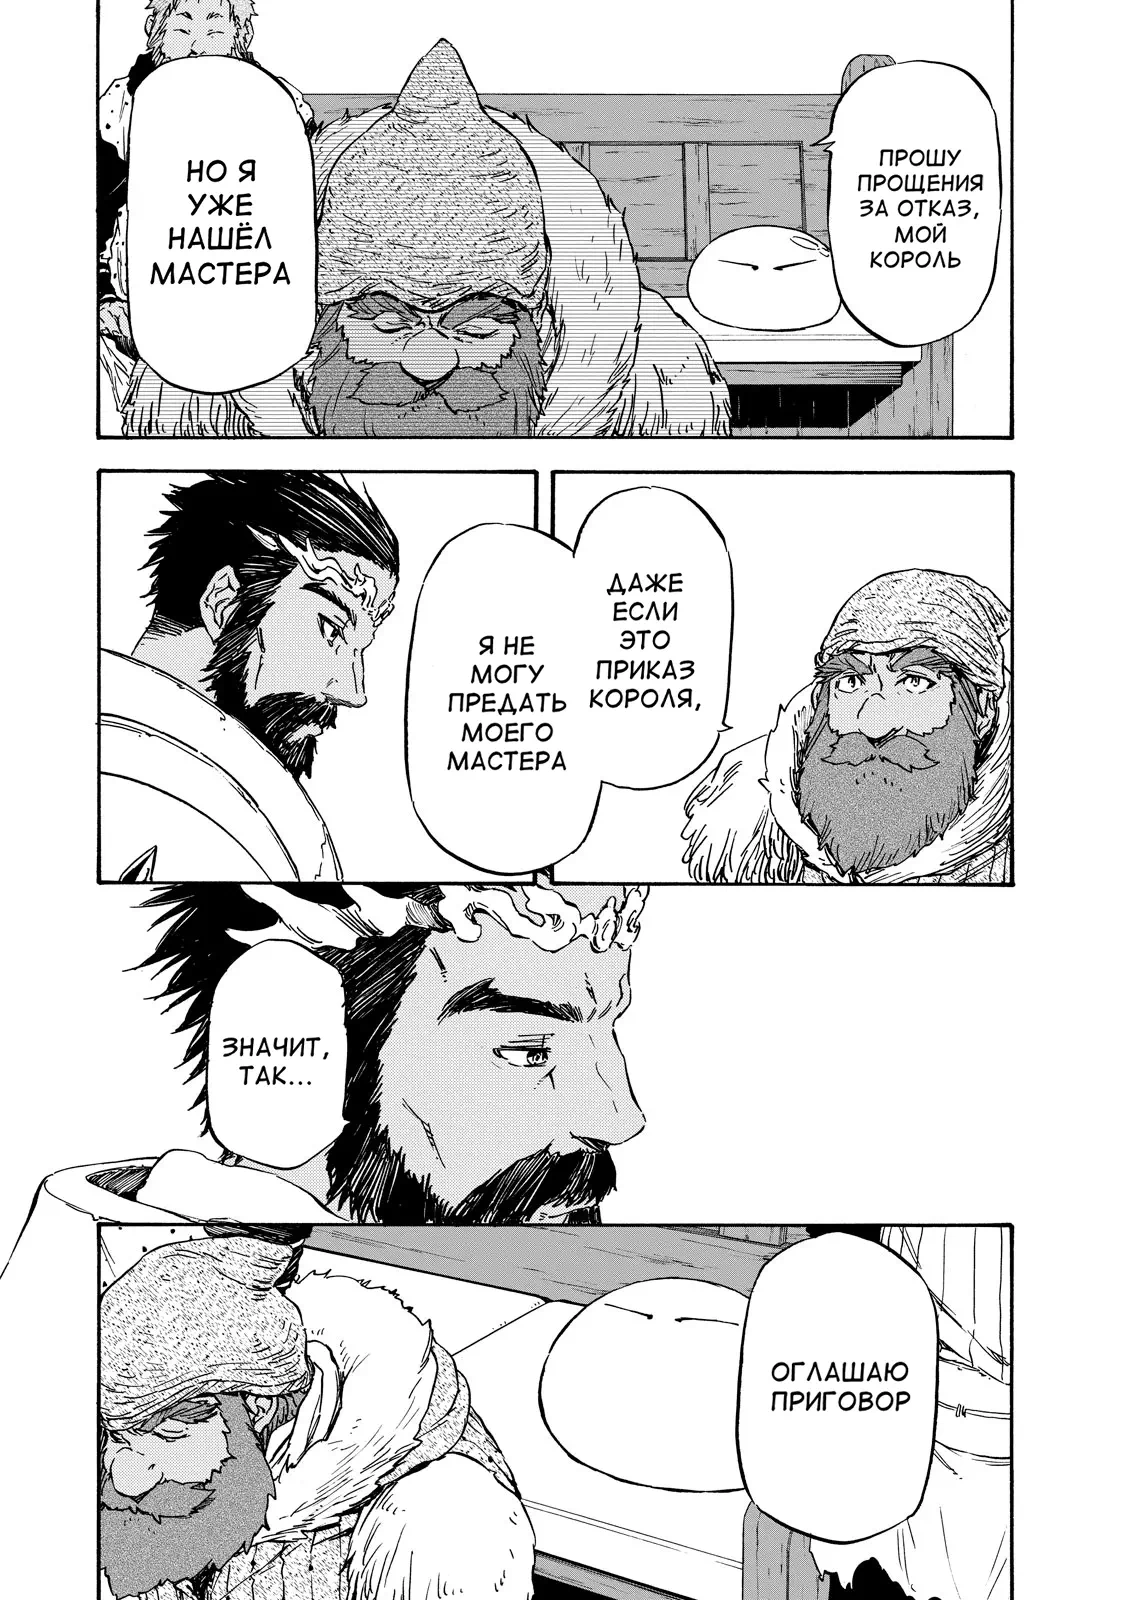 ПРОШУ
ПРОЩЕНИЯ
ЗА ОТКАЗ,
МОЙ
КОРОЛЬ
НО Я
УЖЕ
НАШЁЛ
МАСТЕРА
ДАЖЕ
ЕСЛИ
ЭТО
ПРИКАЗ
КОРОЛЯ,
Я НЕ
МОГУ
ПРЕДАТЬ
МОЕГО
МАСТЕРА
ЗНАЧИТ,
ТАК...
ОГЛАШАЮ
ПРИГОВОР